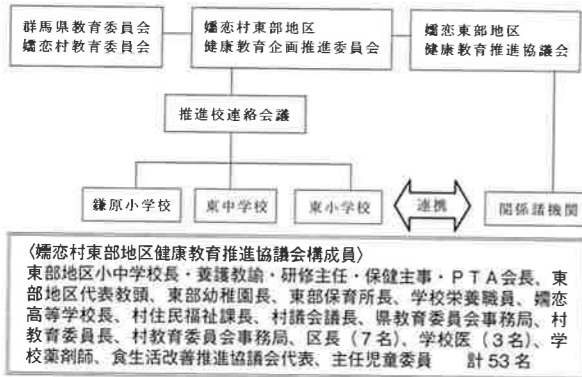 群馬県教育委員会
嬬恋村教育委員会
嬬恋村東部地区
健康教育企画推進委員会
嬬恋東部地区
健康教育推進協議会
推進校連絡会議
鎌原小学校
東中学校
東小学校
連携
関係諸機関
〈嬬恋村東部地区健康教育推進協議会構成員〉
東部地区小中学校長・養護教諭・研修主任・保健主事・ＰＴＡ会長、東
部地区代表教頭、東部幼稚園長、東部保育所長、学校栄養職員、嬬恋
高等学校長、村住民福祉課長、村議会議長、県教育委員会事務局、村
教育委員長、村教育委員会事務局、区長（７名）、学校医（３名）、学
校薬剤師、食生活改善推進協議会代表、主任児童委員　　計53名